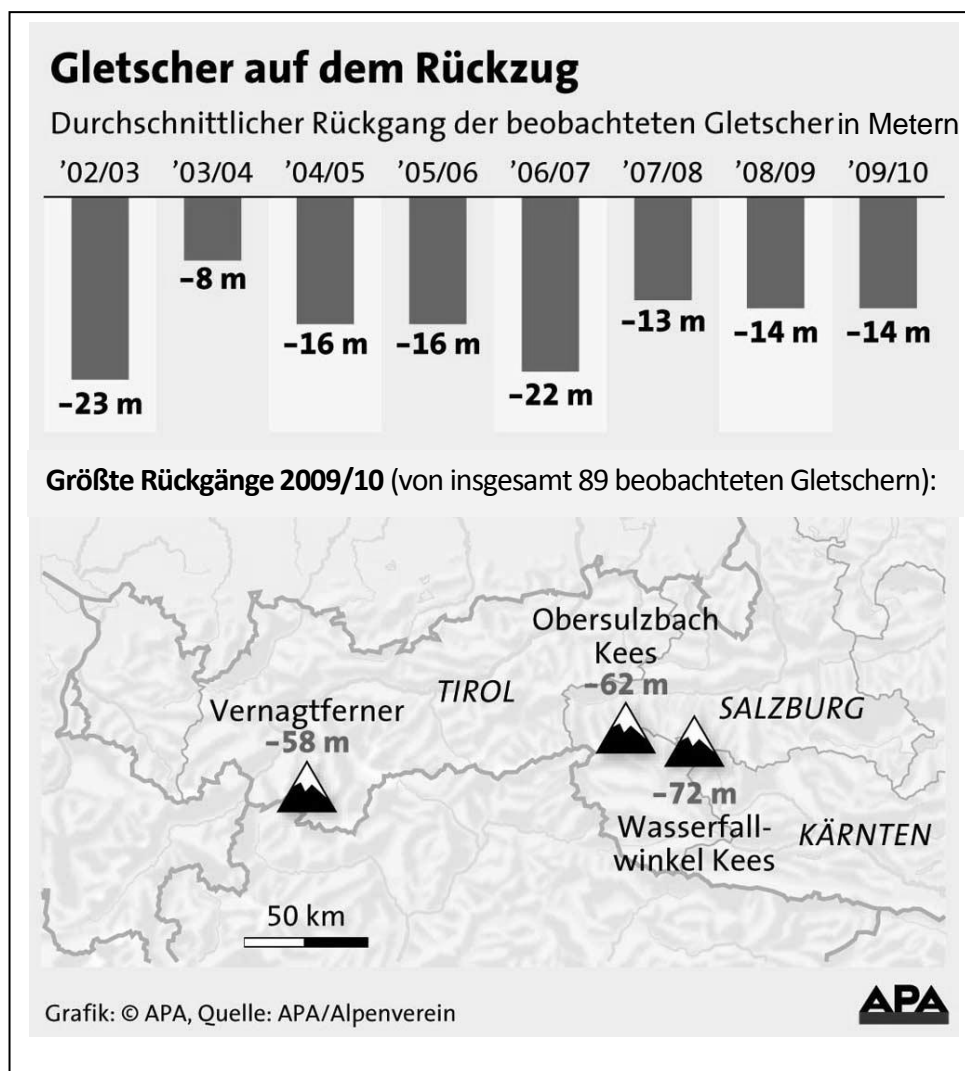 Gletscher auf dem Rückzug
Durchschnittlicher Rückgang der beobachteten Gletscher in Metern
'02/03 '03/04 '04/05 '05/06 '06/07 '07/08 '08/09 '09/10
–23 m –8 m –16 m –16 m –22 m –13 m –14 m –14 m
Größte Rückgänge 2009/10 (von insgesamt 89 beobachteten Gletschern):
Obersulzbach
Kees
–62 m
TIROL
SALZBURG
Vernagtferner
–58 m
–72 m
Wasserfall-
winkel Kees
KÄRNTEN
50 km
Grafik: © APA, Quelle: APA/Alpenverein
APA